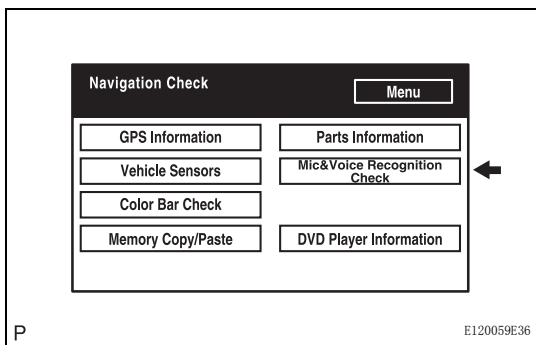 Navigation Check
Menu
GPS Information
Parts Information
Vehicle Sensors
Mic&Voice Recognition
Check
Color Bar Check
Memory Copy/Paste
DVD Player Information
P
E120059E36